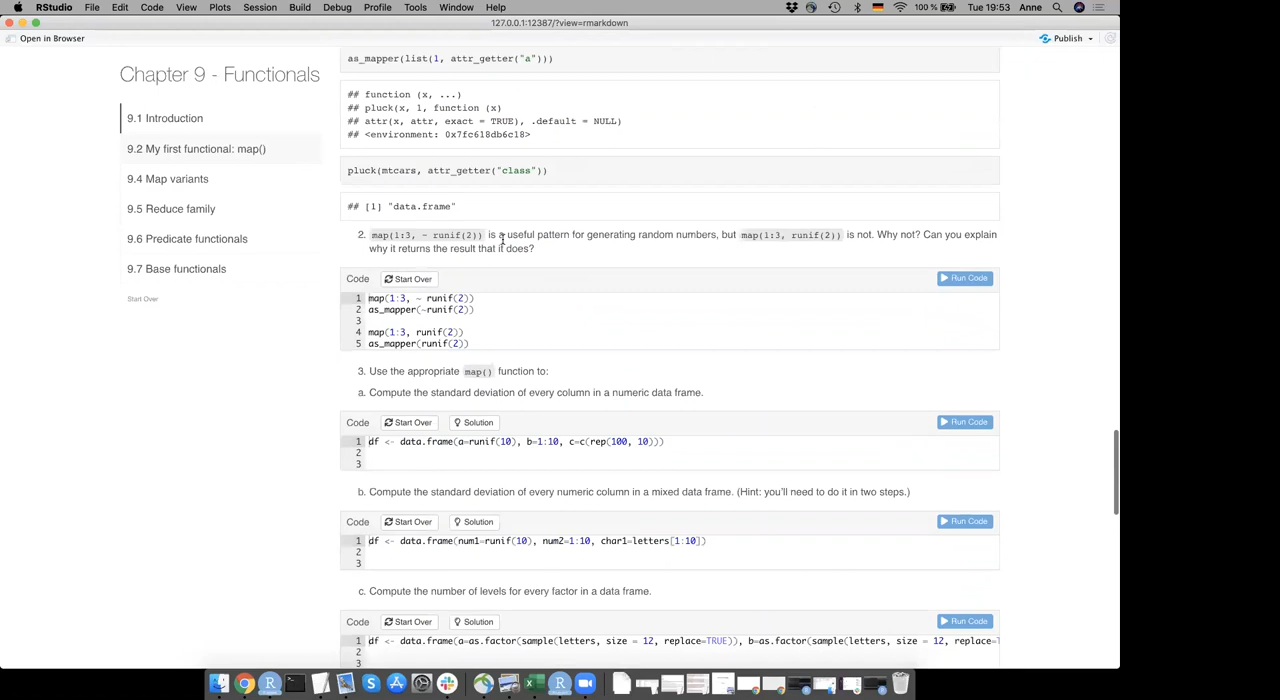 RStudio File Edit Code View Plots Session Build Debug Profile Tools Window Help 100 % Tue 19:53 Anne
127.0.0.1:12387/?view=rmarkdown
Open in Browser Publish
Chapter 9 - Functionals
9.1 Introduction
9.2 My first functional: map()
9.4 Map variants
9.5 Reduce family
9.6 Predicate functionals
9.7 Base functionals
Start Over
as_mapper(list(1, attr_getter("a")))
## function (x, ...)
## pluck(x, 1, function (x)
## attr(x, attr, exact = TRUE), .default = NULL)
## <environment: 0x7fc618db6c18>
pluck(mtcars, attr_getter("class"))
## [1] "data.frame"
2. map(1:3, ~ runif(2)) is a useful pattern for generating random numbers, but map(1:3, runif(2)) is not. Why not? Can you explain
why it returns the result that it does?
Code Start Over Run Code
1 map(1:3, ~ runif(2))
2 as_mapper(~runif(2))
3
4 map(1:3, runif(2))
5 as_mapper(runif(2))
3. Use the appropriate map() function to:
a. Compute the standard deviation of every column in a numeric data frame.
Code Start Over Solution Run Code
1 df <- data.frame(a=runif(10), b=1:10, c=c(rep(100, 10)))
2
3
b. Compute the standard deviation of every numeric column in a mixed data frame. (Hint: you'll need to do it in two steps.)
Code Start Over Solution Run Code
1 df <- data.frame(num1=runif(10), num2=1:10, char1=letters[1:10])
2
3
c. Compute the number of levels for every factor in a data frame.
Code Start Over Solution Run Code
1 df <- data.frame(a=as.factor(sample(letters, size = 12, replace=TRUE)), b=as.factor(sample(letters, size = 12, replace=T
2
3